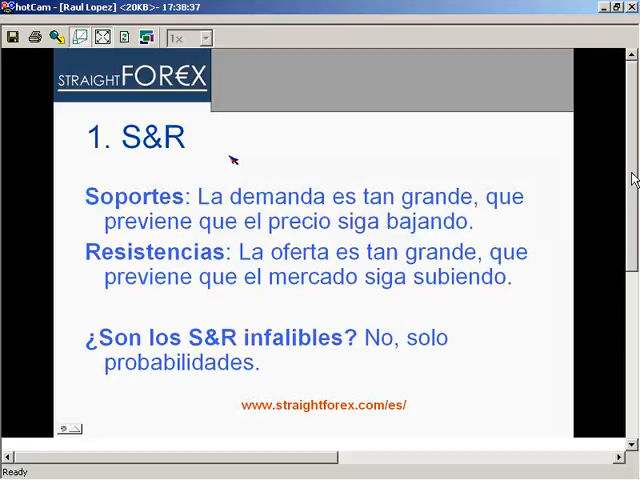 hotCam - [Raul Lopez] <20KB> - 17:38:37
1x
STRAIGHTFOR€X
1. S&R
Soportes: La demanda es tan grande, que
previene que el precio siga bajando.
Resistencias: La oferta es tan grande, que
previene que el mercado siga subiendo.
¿Son los S&R infalibles? No, solo
probabilidades.
www.straightforex.com/es/
Ready